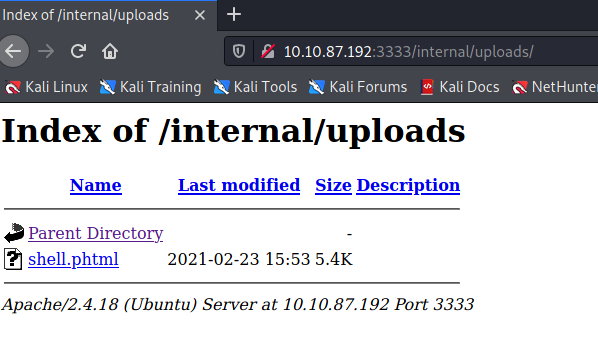 Index of /internal/uploads
10.10.87.192:3333/internal/uploads/
Kali Linux Kali Training Kali Tools Kali Forums Kali Docs NetHunter
Index of /internal/uploads
Name Last modified Size Description
Parent Directory -
shell.phtml 2021-02-23 15:53 5.4K
Apache/2.4.18 (Ubuntu) Server at 10.10.87.192 Port 3333